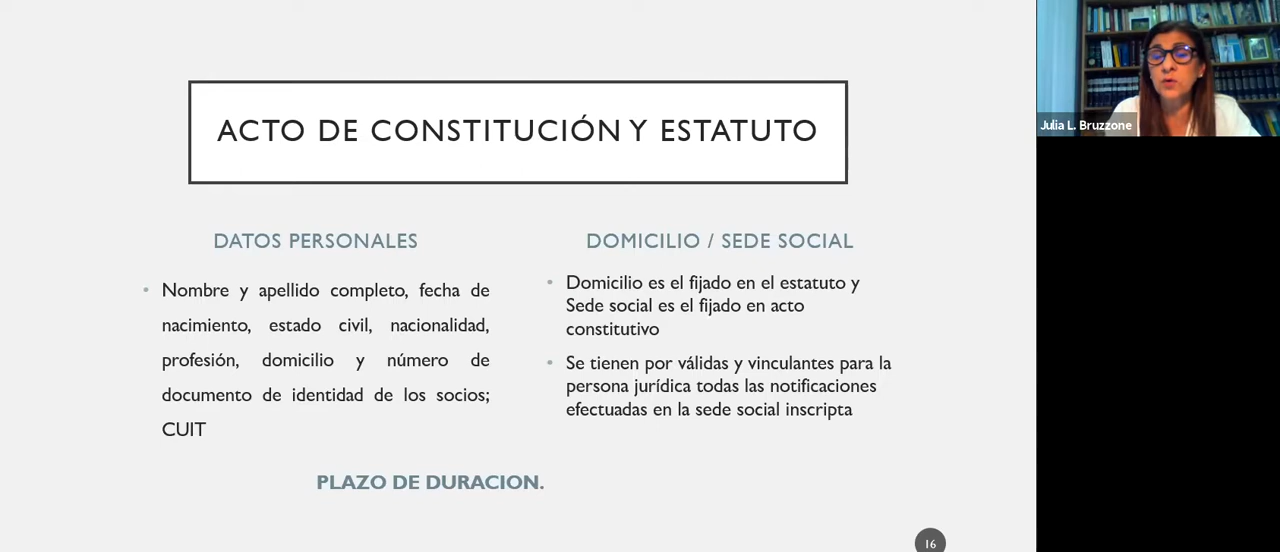 ACTO DE CONSTITUCIÓN Y ESTATUTO
DATOS PERSONALES
Nombre y apellido completo, fecha de
nacimiento, estado civil, nacionalidad,
profesión, domicilio y número de
documento de identidad de los socios;
CUIT
DOMICILIO / SEDE SOCIAL
Domicilio es el fijado en el estatuto y
Sede social es el fijado en acto
constitutivo
Se tienen por válidas y vinculantes para la
persona jurídica todas las notificaciones
efectuadas en la sede social inscripta
PLAZO DE DURACION.
16
Julia L. Bruzzone